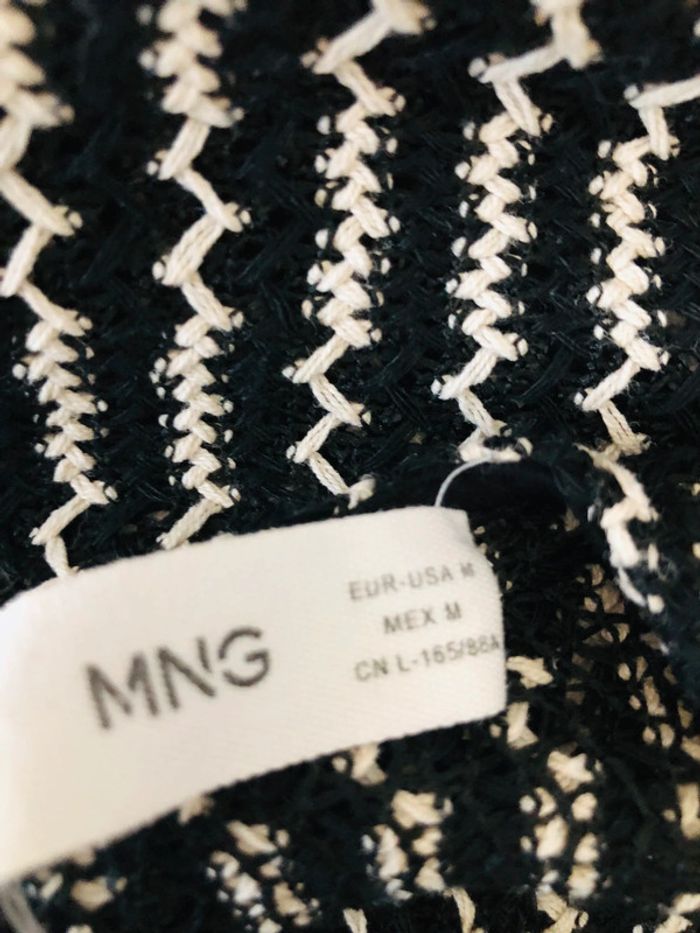 MNG
EUR-USA M
MEX M
CN L-165/88A